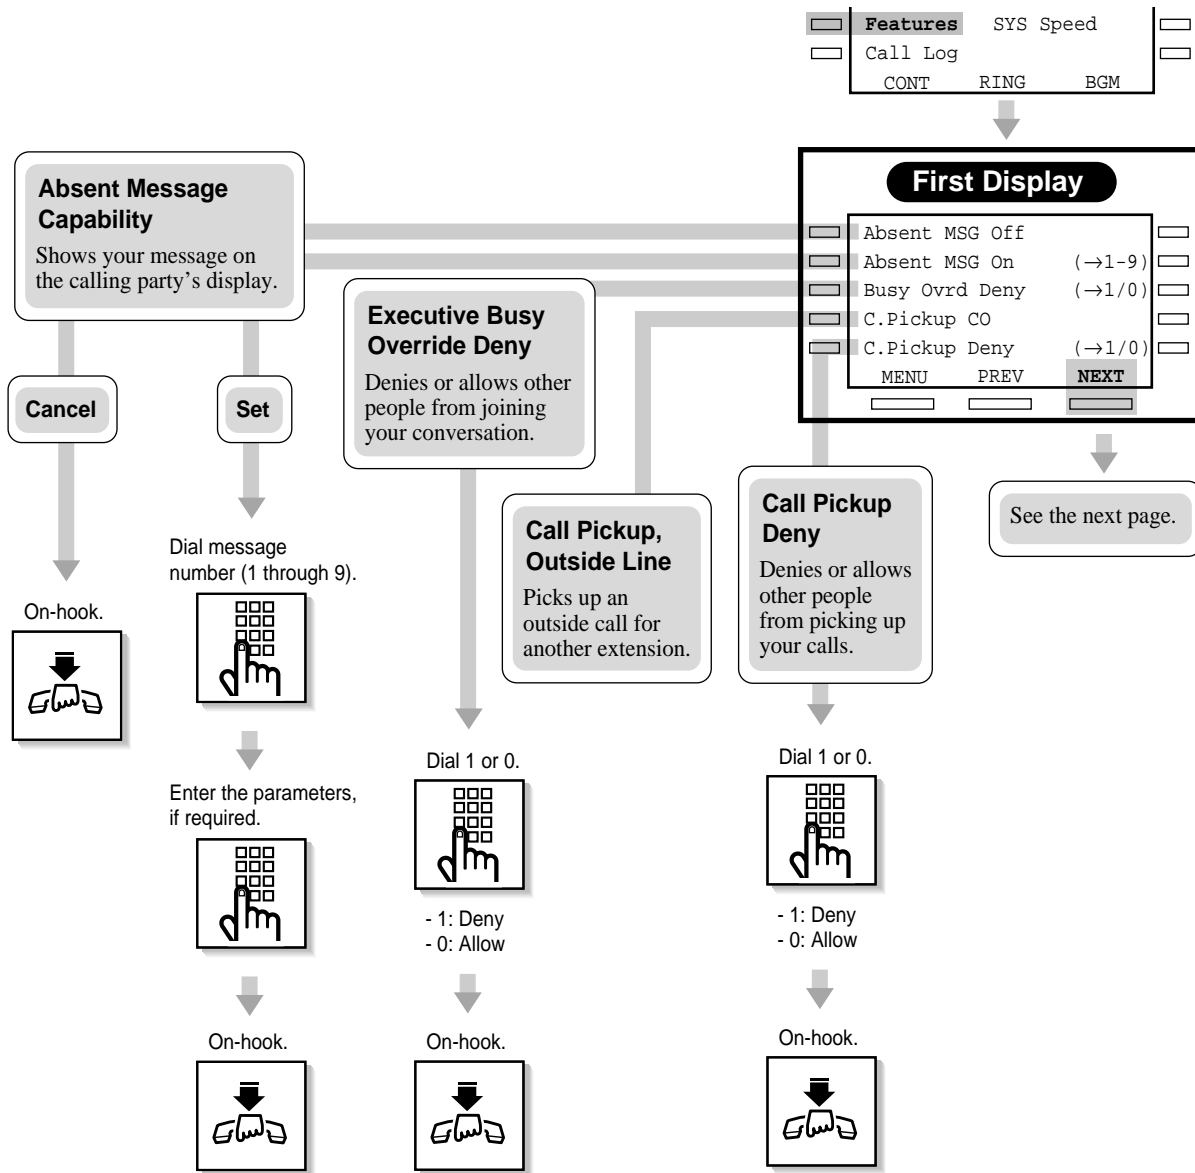 Features SYS Speed
Call Log
CONT RING BGM
First Display
Absent MSG Off
Absent MSG On (→1-9)
Busy Ovrd Deny (→1/0)
C.Pickup CO
C.Pickup Deny (→1/0)
MENU PREV NEXT
See the next page.
Absent Message
Capability
Shows your message on
the calling party’s display.
Cancel
Set
On-hook.
Dial message
number (1 through 9).
Enter the parameters,
if required.
On-hook.
Executive Busy
Override Deny
Denies or allows other
people from joining
your conversation.
Dial 1 or 0.
- 1: Deny
- 0: Allow
On-hook.
Call Pickup,
Outside Line
Picks up an
outside call for
another extension.
Call Pickup
Deny
Denies or allows
other people
from picking up
your calls.
Dial 1 or 0.
- 1: Deny
- 0: Allow
On-hook.